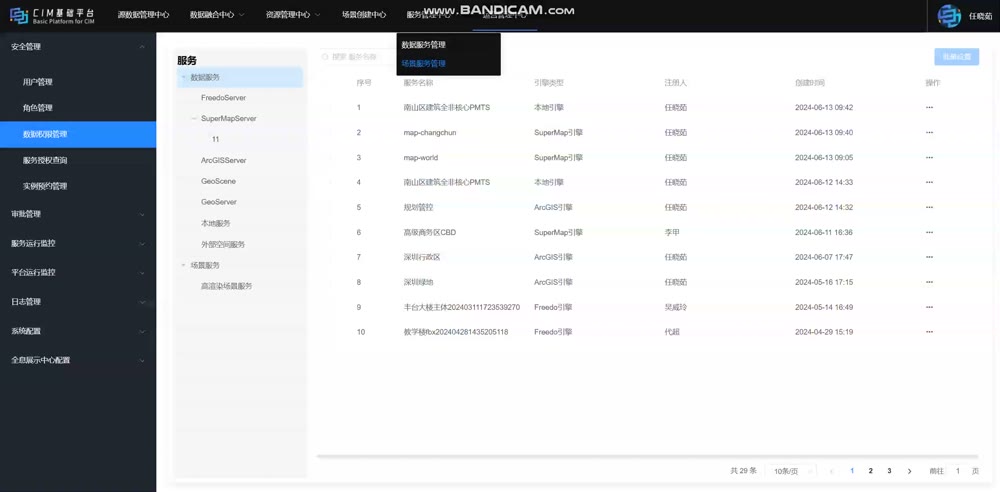 CIM基础平台
Basic Platform for CIM
源数据管理中心
数据融合中心
资源管理中心
场景创建中心
服务管理中心
运营管理中心
www.BANDICAM.com
任晓茹
安全管理
用户管理
角色管理
数据权限管理
服务授权查询
实例预约管理
审批管理
服务运行监控
平台运行监控
日志管理
系统配置
全息展示中心配置
数据服务管理
场景服务管理
服务
数据服务
FreedoServer
SuperMapServer
11
ArcGISServer
GeoScene
GeoServer
本地服务
外部空间服务
场景服务
高渲染场景服务
搜索 服务名称
批量设置
序号 服务名称 引擎类型 注册人 创建时间 操作
1 南山区建筑全非核心PMTS 本地引擎 任晓茹 2024-06-13 09:42 ···
2 map-changchun SuperMap引擎 任晓茹 2024-06-13 09:40 ···
3 map-world SuperMap引擎 任晓茹 2024-06-13 09:05 ···
4 南山区建筑全非核心PMTS 本地引擎 任晓茹 2024-06-12 14:33 ···
5 规划管控 ArcGIS引擎 任晓茹 2024-06-12 14:32 ···
6 高级商务区CBD SuperMap引擎 李甲 2024-06-11 16:36 ···
7 深圳行政区 ArcGIS引擎 任晓茹 2024-06-07 17:47 ···
8 深圳绿地 ArcGIS引擎 任晓茹 2024-05-16 17:15 ···
9 丰台大楼主体202403111723539270 Freedo引擎 吴威玲 2024-05-14 16:49 ···
10 教学楼fbx202404281435205118 Freedo引擎 代超 2024-04-29 15:19 ···
共 29 条 10条/页 1 2 3 前往 1 页